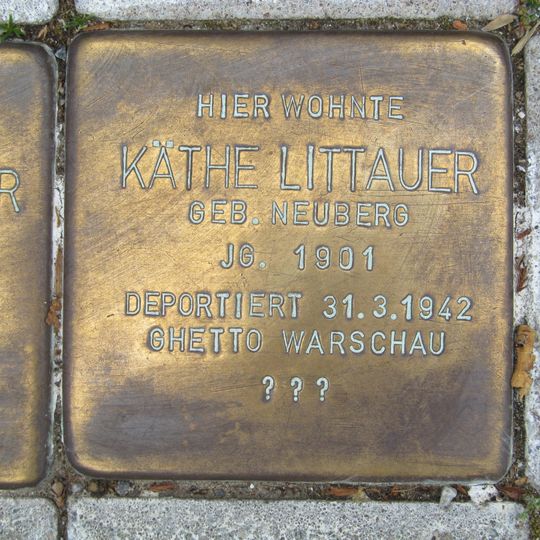 HIER WOHNTE
KÄTHE LITTAUER
GEB. NEUBERG
JG. 1901
DEPORTIERT 31.3.1942
GHETTO WARSCHAU
???
R